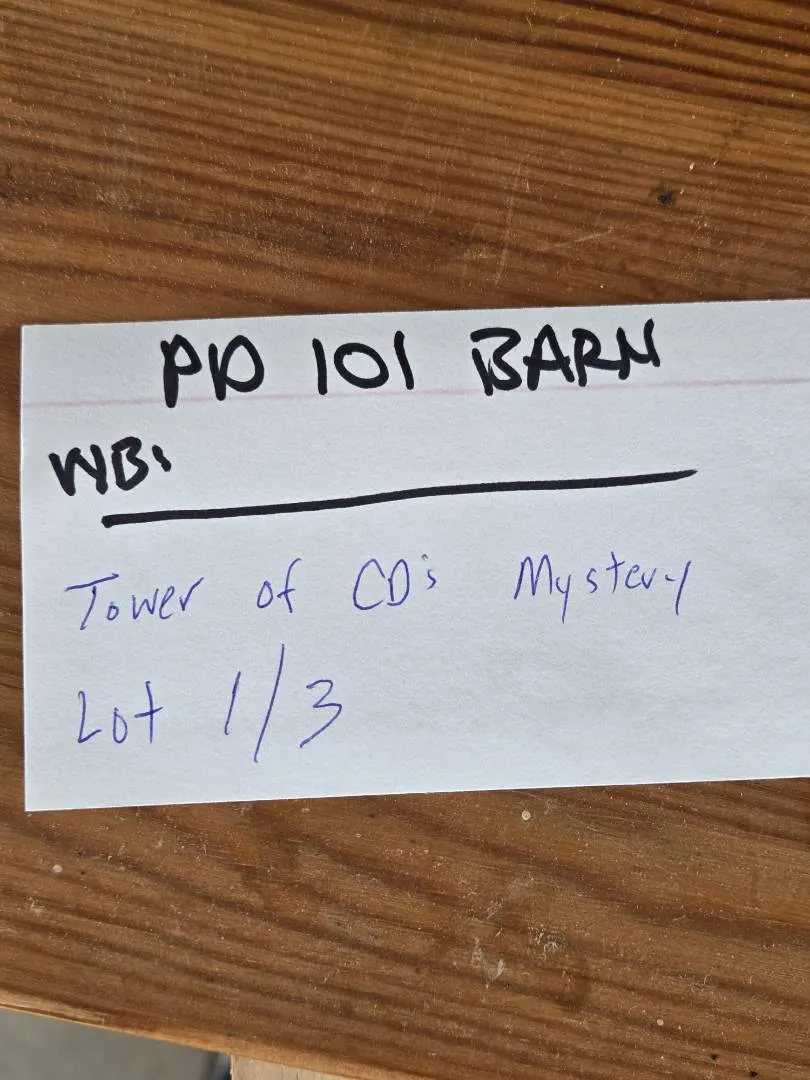 PD 101 BARN
WB:
Tower of CD's Mystery
Lot 1/3